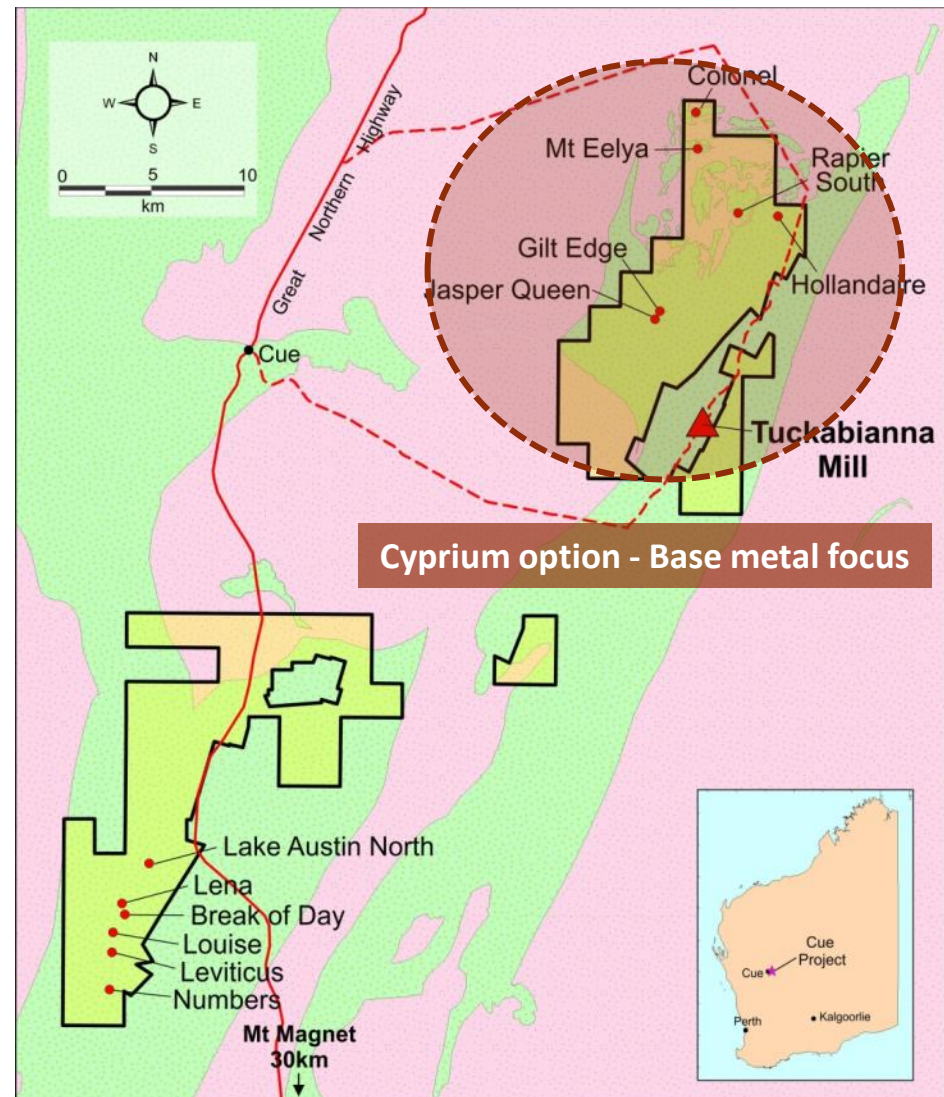 N
W E
S
0 5 10
km
Great Northern Highway
Colonel
Mt Eelya
Rapier
South
Gilt Edge
Jasper Queen
Hollandaire
Cue
Tuckabianna
Mill
Cyprium option - Base metal focus
Lake Austin North
Lena
Break of Day
Louise
Leviticus
Numbers
Mt Magnet
30km
Cue
Project
Cue
Perth
Kalgoorlie